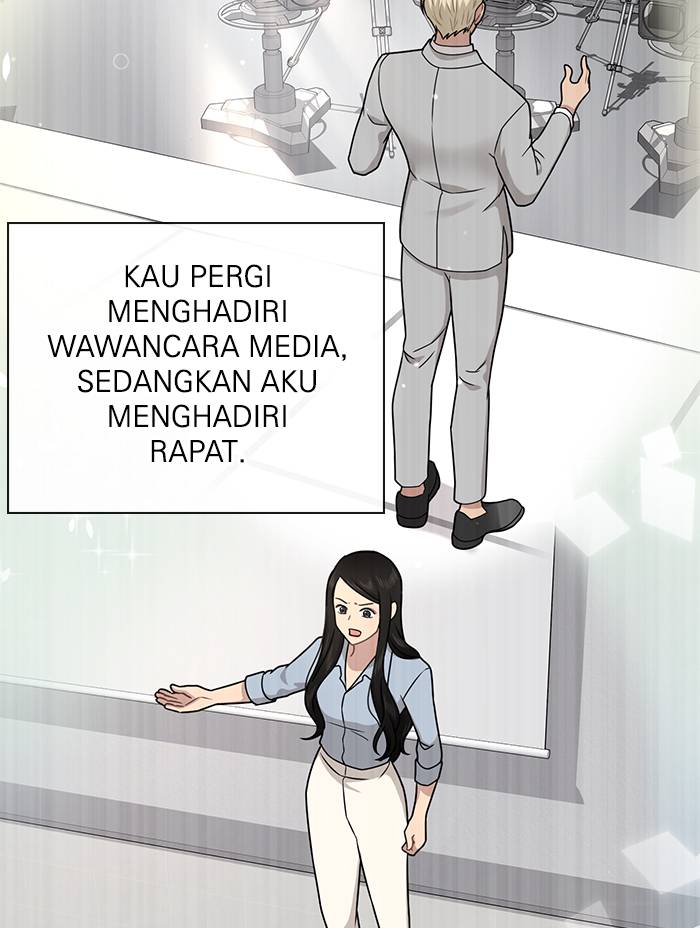 KAU PERGI
MENGHADIRI
WAWANCARA MEDIA,
SEDANGKAN AKU
MENGHADIRI
RAPAT.